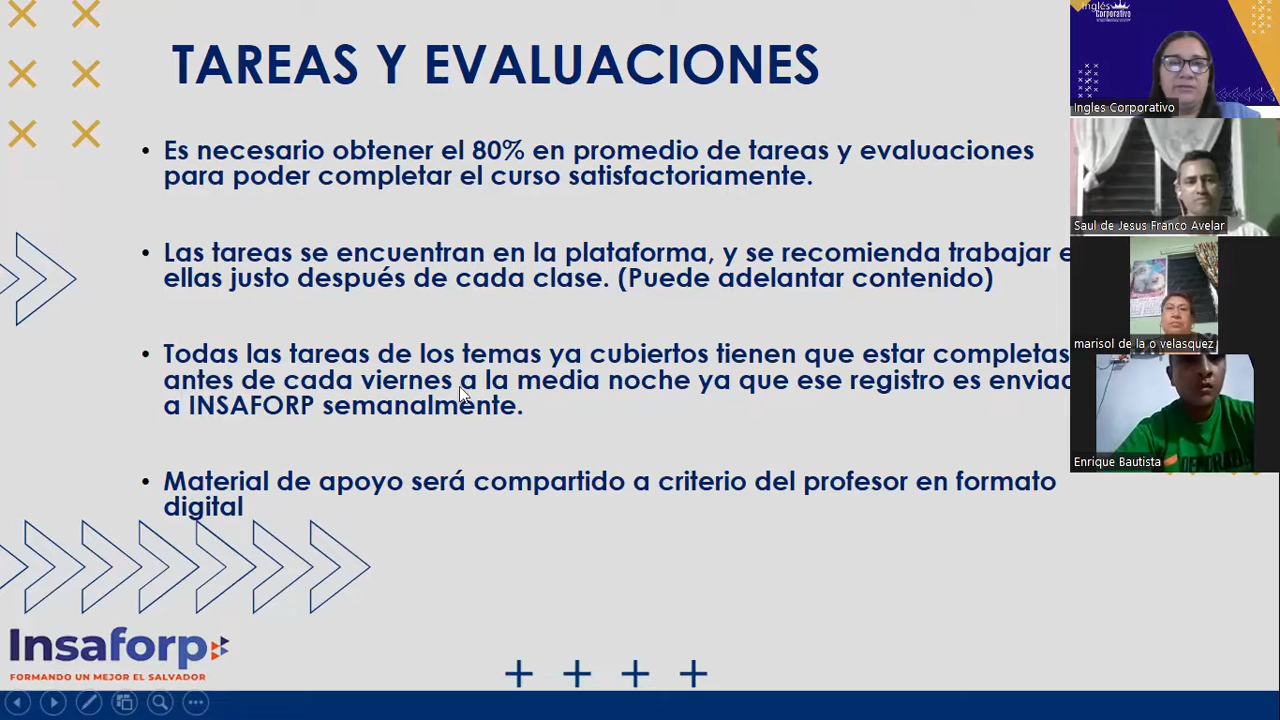 TAREAS Y EVALUACIONES
• Es necesario obtener el 80% en promedio de tareas y evaluaciones
para poder completar el curso satisfactoriamente.
• Las tareas se encuentran en la plataforma, y se recomienda trabajar e
ellas justo después de cada clase. (Puede adelantar contenido)
• Todas las tareas de los temas ya cubiertos tienen que estar completas
antes de cada viernes a la media noche ya que ese registro es enviad
a INSAFORP semanalmente.
• Material de apoyo será compartido a criterio del profesor en formato
digital
Insaforp
FORMANDO UN MEJOR EL SALVADOR
Inglés
Corporativo
Ingles Corporativo
Saul de Jesus Franco Avelar
marisol de la o velasquez
Enrique Bautista